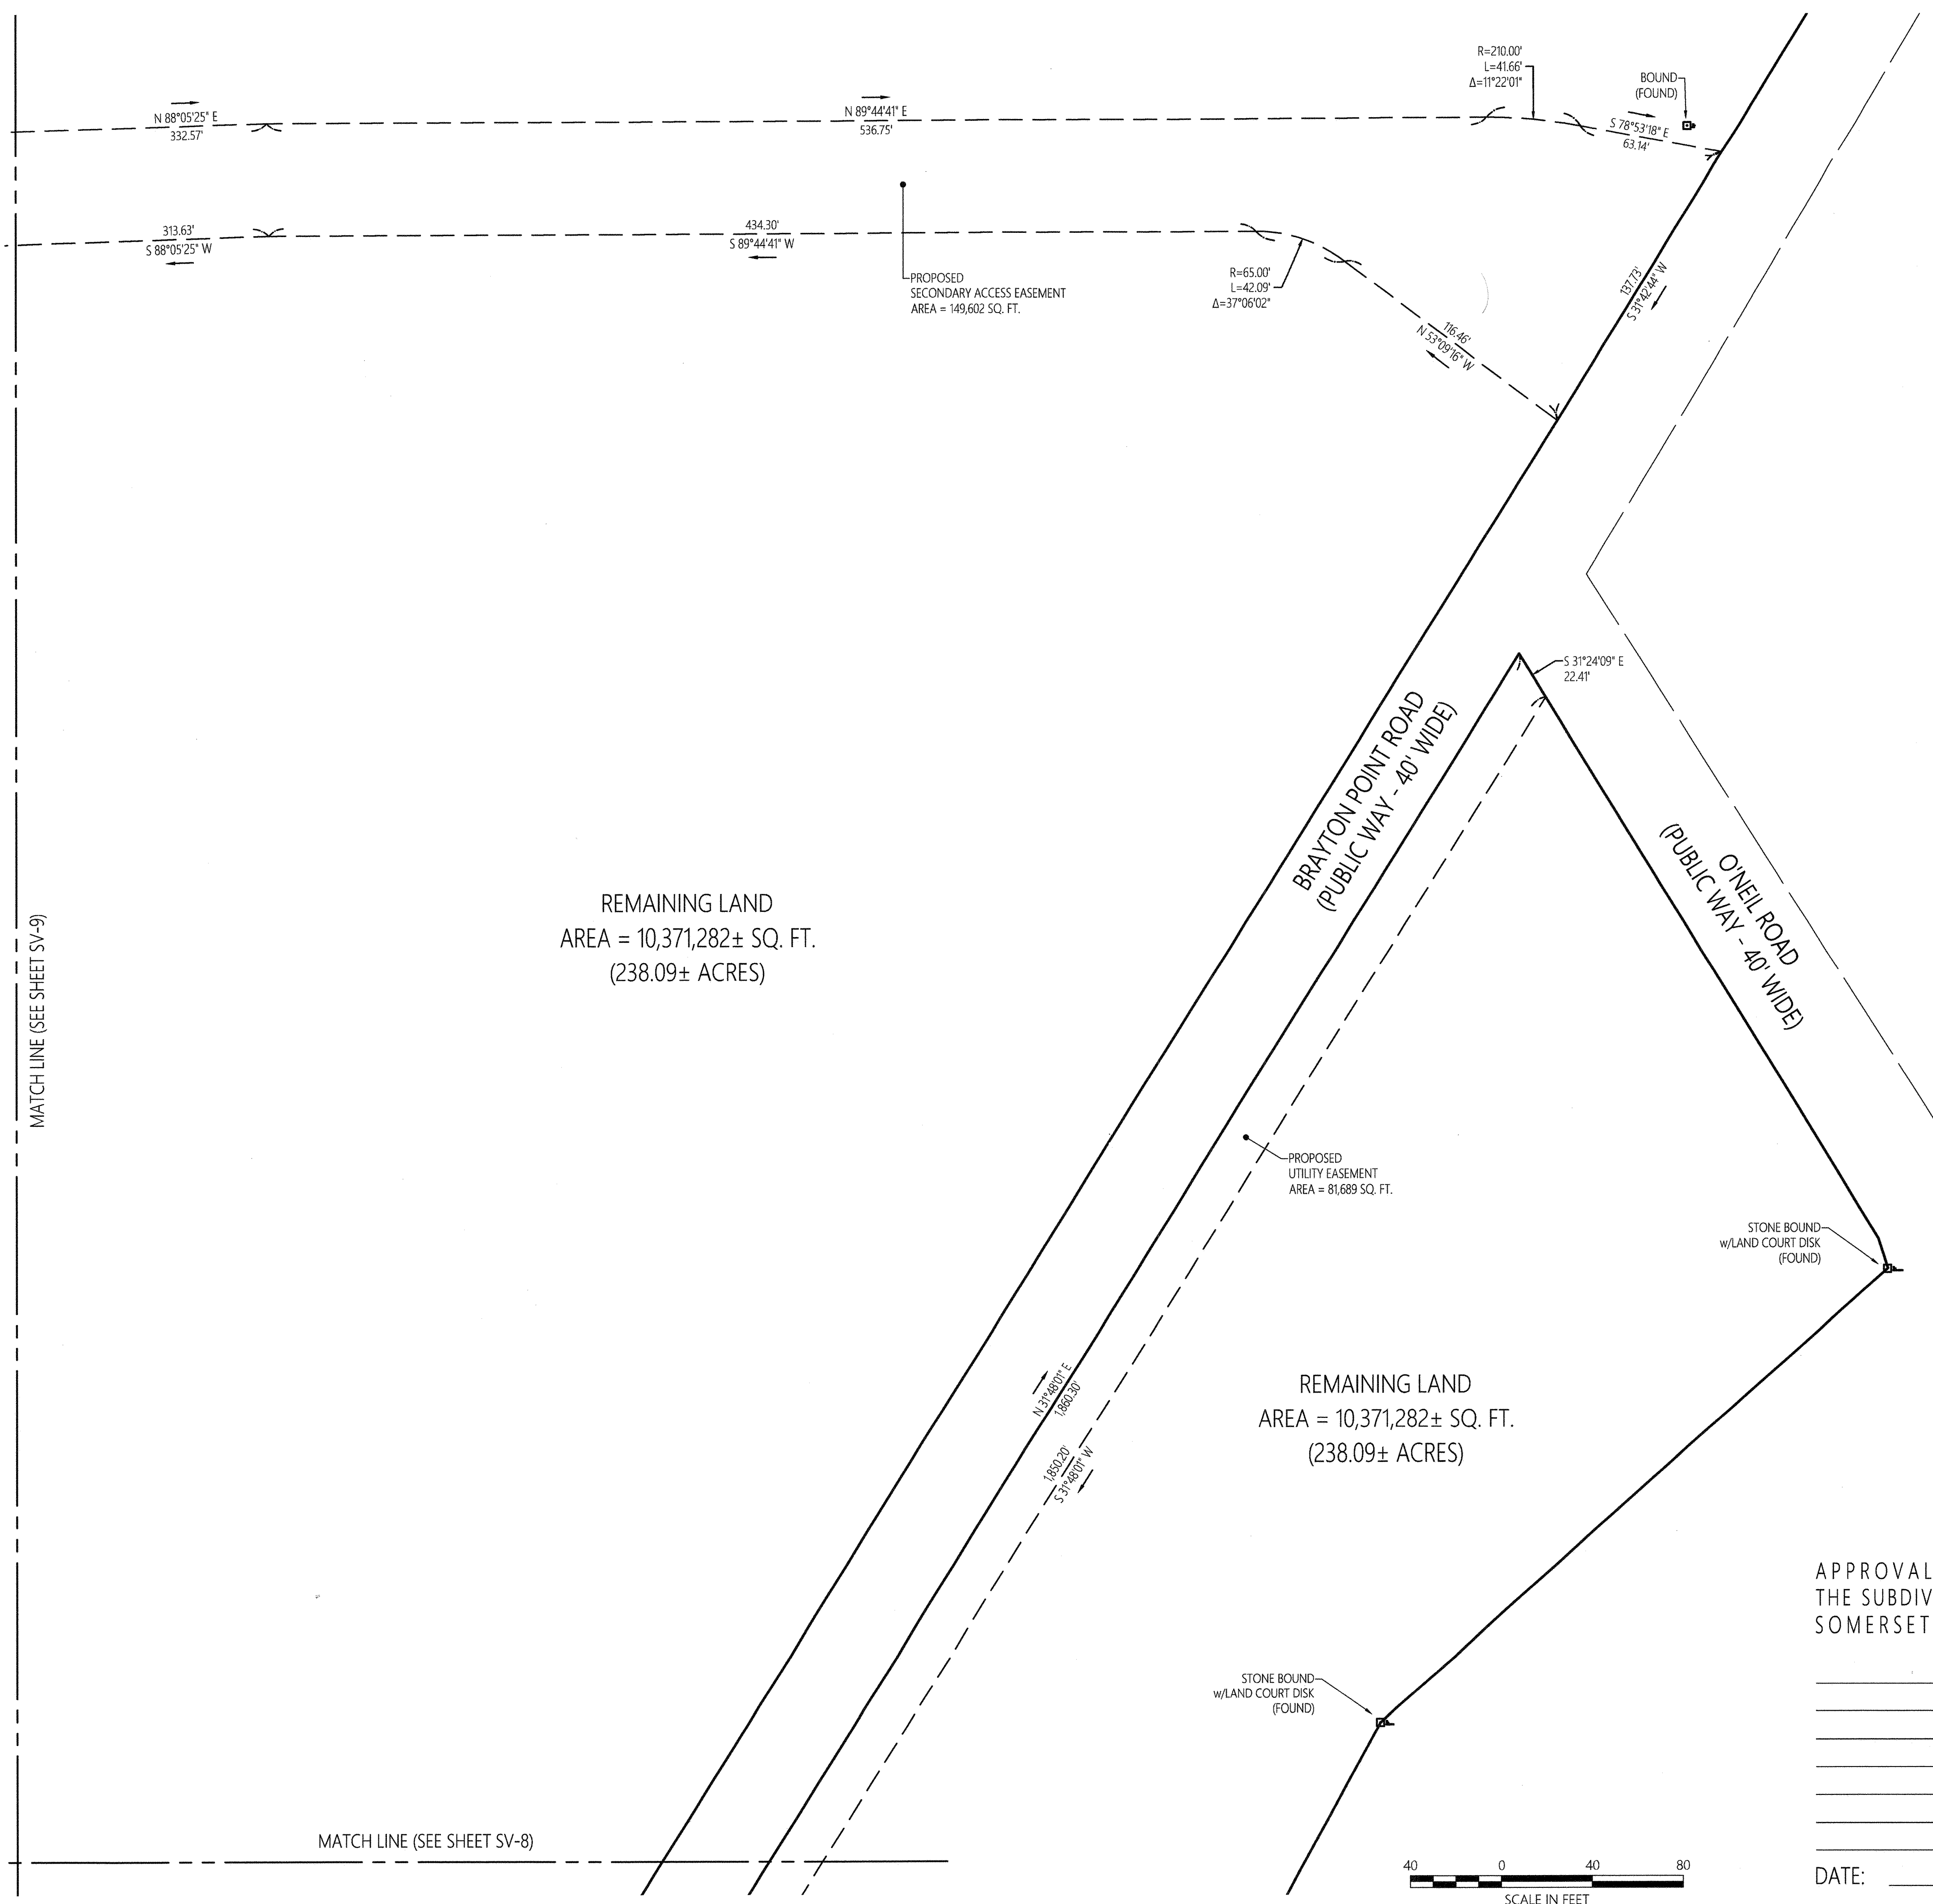 R=210.00'
L=41.66'
Δ=11°22'01"
BOUND
(FOUND)
N 88°05'25" E
332.57'
N 89°44'41" E
536.75'
S 78°53'18" E
63.14'
313.63'
S 88°05'25" W
434.30'
S 89°44'41" W
PROPOSED
SECONDARY ACCESS EASEMENT
AREA = 149,602 SQ. FT.
R=65.00'
L=42.09'
Δ=37°06'02"
137.73'
S 31°42'44" W
116.46'
N 53°09'16" W
S 31°24'09" E
22.41'
BRAYTON POINT ROAD
(PUBLIC WAY - 40' WIDE)
O'NEIL ROAD
(PUBLIC WAY - 40' WIDE)
REMAINING LAND
AREA = 10,371,282± SQ. FT.
(238.09± ACRES)
MATCH LINE (SEE SHEET SV-9)
PROPOSED
UTILITY EASEMENT
AREA = 81,689 SQ. FT.
STONE BOUND
w/LAND COURT DISK
(FOUND)
N 31°48'01" E
1,860.30'
1,850.20'
S 31°48'01" W
REMAINING LAND
AREA = 10,371,282± SQ. FT.
(238.09± ACRES)
APPROVAL
THE SUBDIV
SOMERSET
STONE BOUND
w/LAND COURT DISK
(FOUND)
MATCH LINE (SEE SHEET SV-8)
40 0 40 80
SCALE IN FEET
DATE: